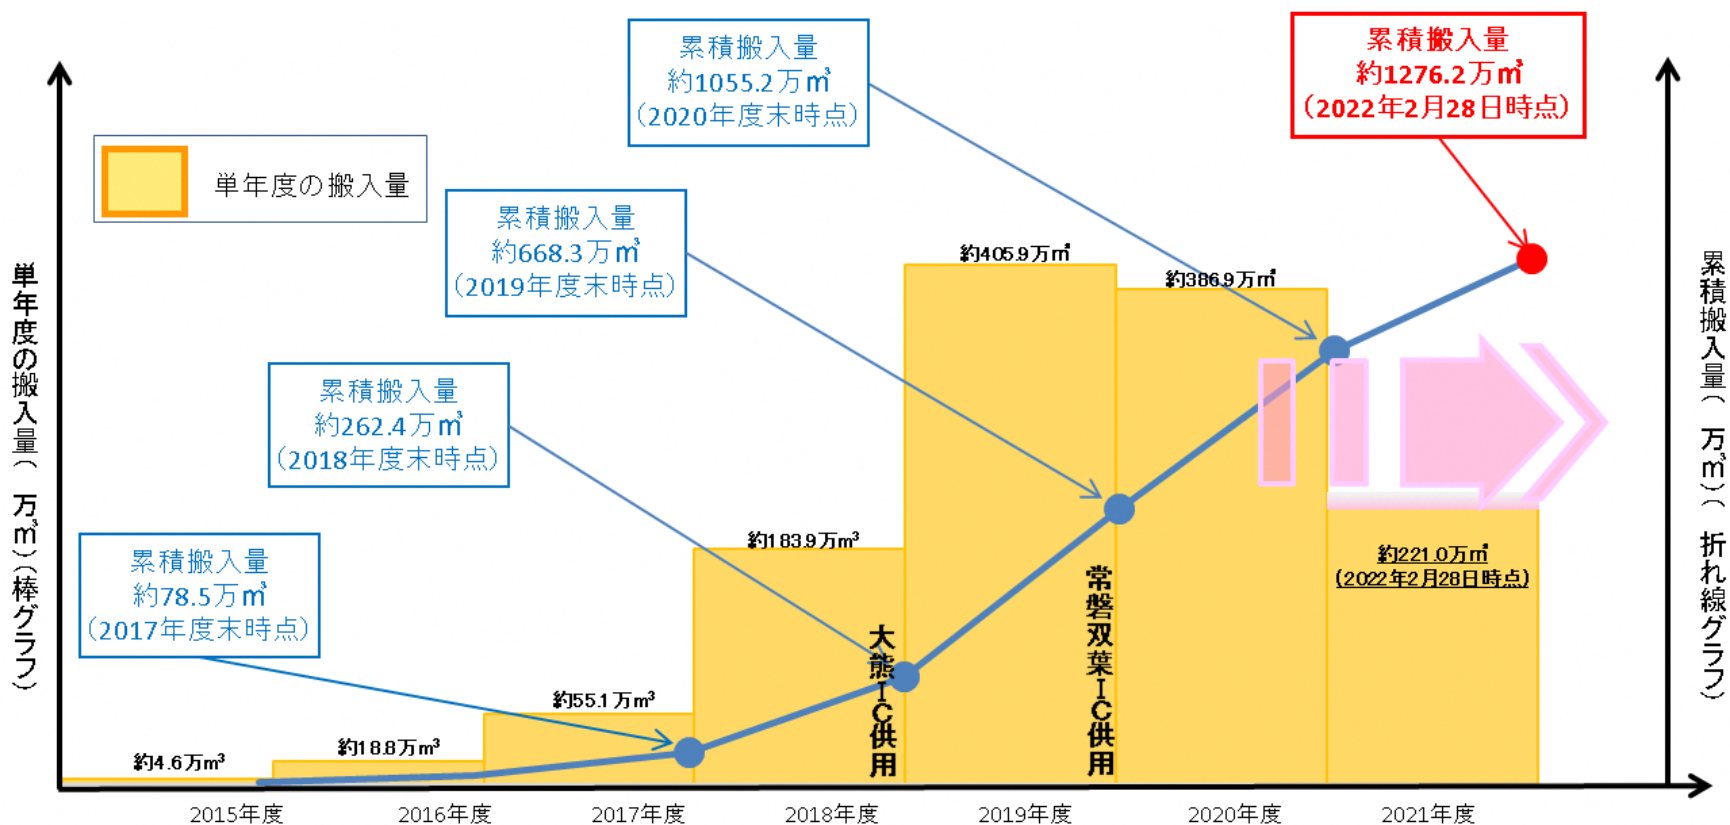 累積搬入量
約1055.2万㎥
（2020年度末時点）
累積搬入量
約1276.2万㎥
（2022年2月28日時点）
単年度の搬入量
累積搬入量
約668.3万㎥
（2019年度末時点）
累積搬入量
約262.4万㎥
（2018年度末時点）
累積搬入量
約78.5万㎥
（2017年度末時点）
単年度の搬入量（万㎥）（棒グラフ）
累積搬入量（万㎥）（折れ線グラフ）
約4.6万m³
約18.8万m³
約55.1万m³
約183.9万m³
約405.9万㎥
約386.9万㎥
約221.0万㎥
（2022年2月28日時点）
大熊IC供用
常磐双葉IC供用
2015年度
2016年度
2017年度
2018年度
2019年度
2020年度
2021年度